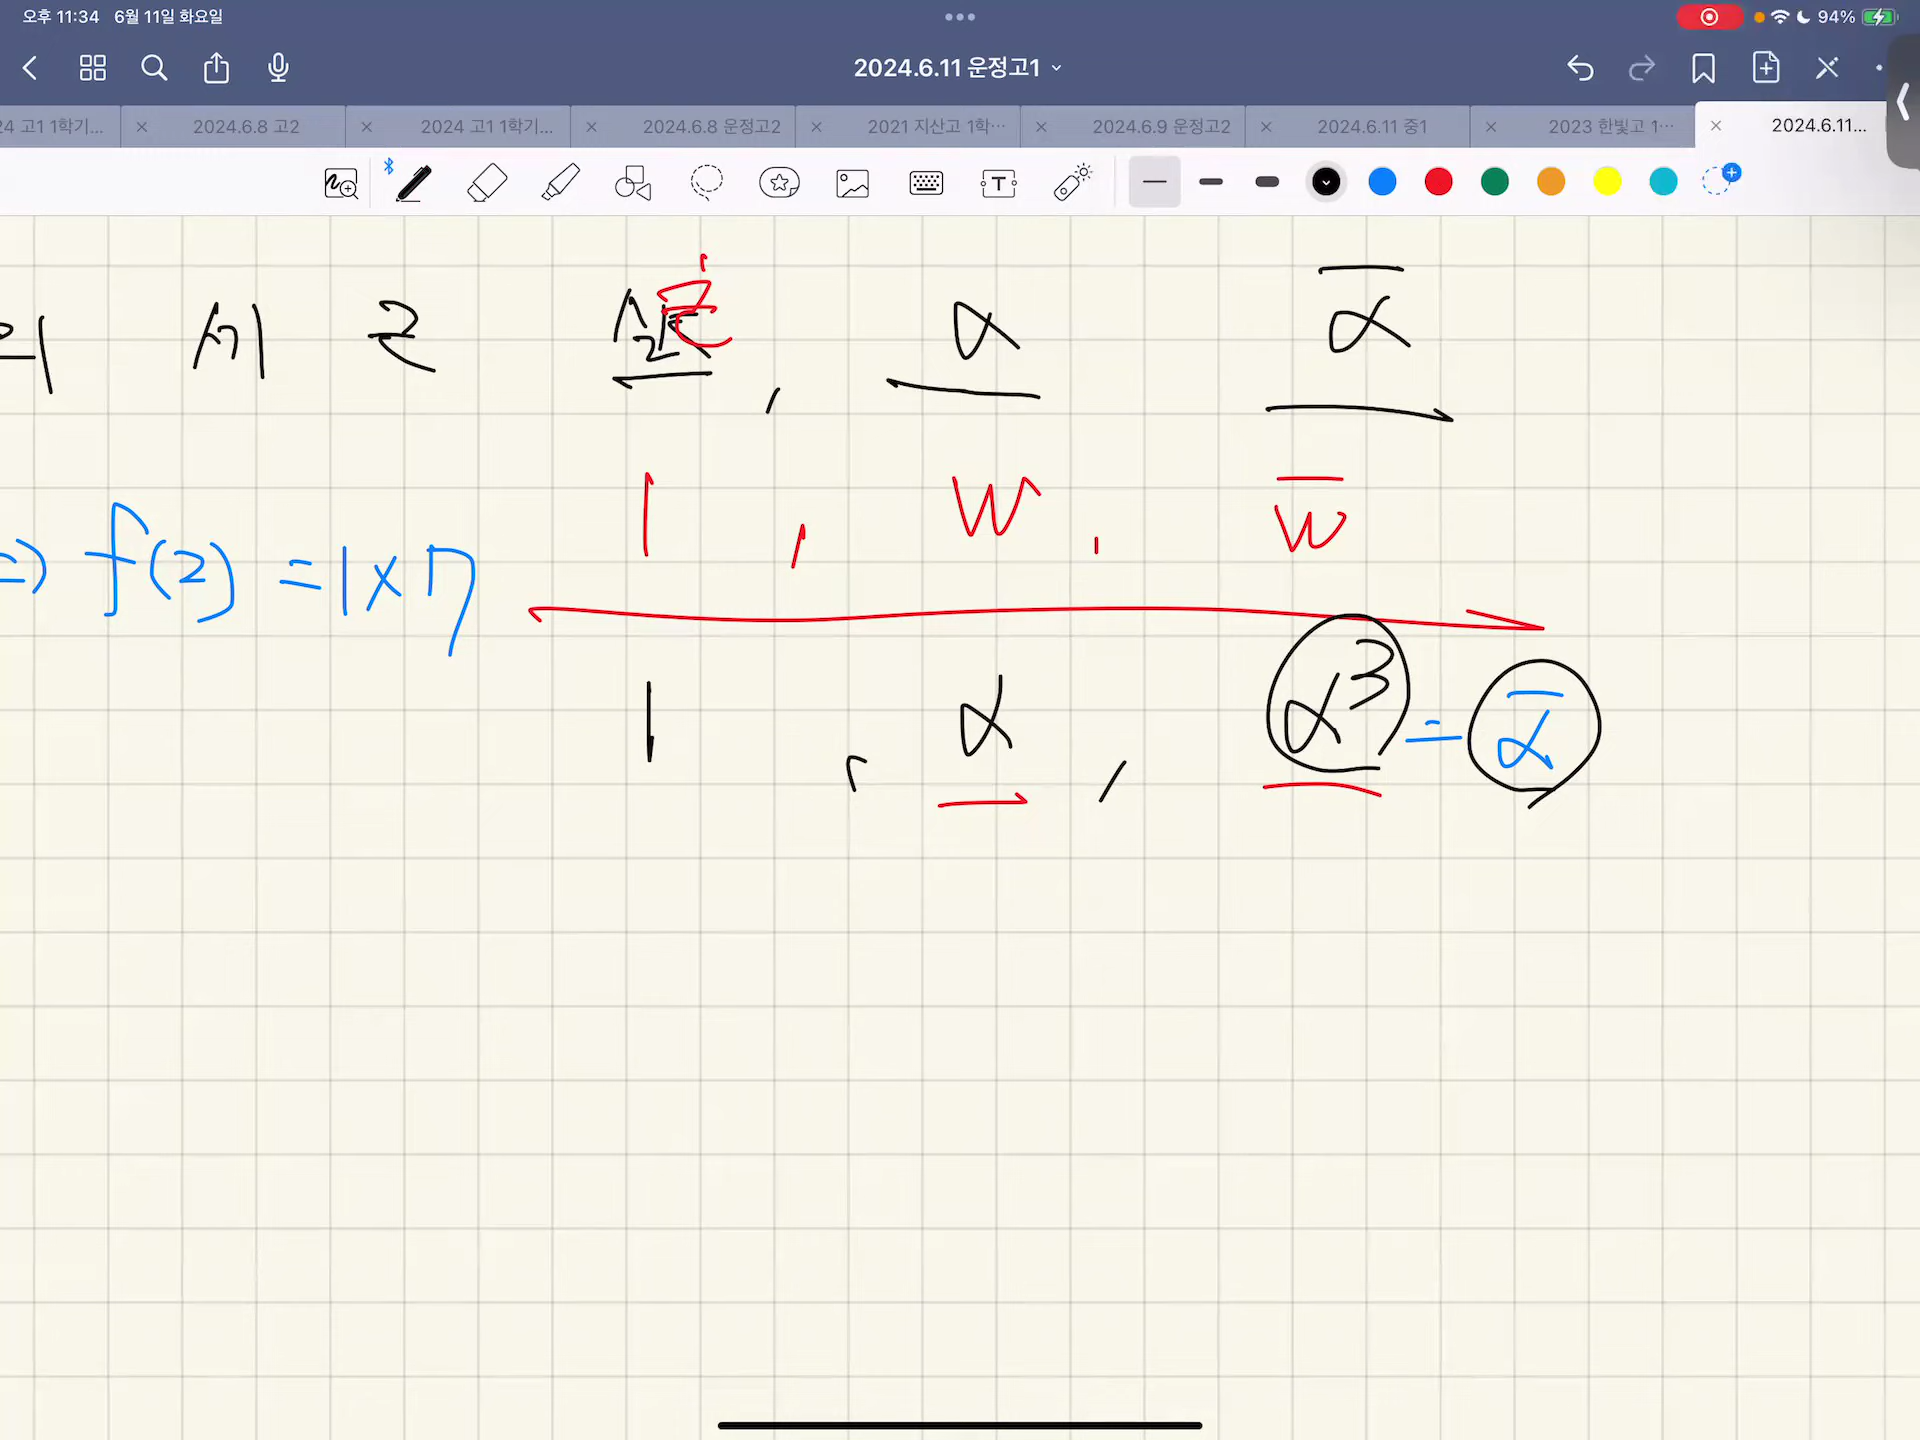 오후 11:34 6월 11일 화요일
94%
2024.6.11 운정고1
24 고1 1학기...
2024.6.8 고2
2024 고1 1학기...
2024.6.8 운정고2
2021 지산고 1학...
2024.6.9 운정고2
2024.6.11 중1
2023 한빛고 1...
2024.6.11...
T
세 근 , α ᾱ
1 , w , w̄
⇒ f(2) = 1×7
1 , α , α³ = ᾱ